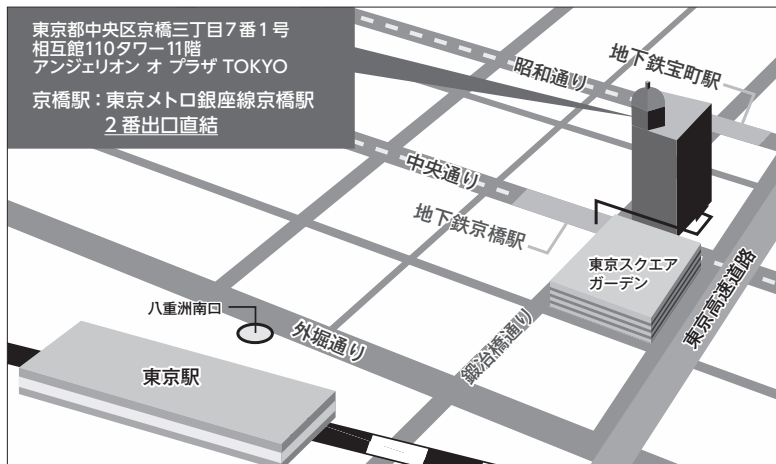 東京都中央区京橋三丁目7番1号
相互館110タワー11階
アンジェリオン オ プラザ TOKYO
京橋駅：東京メトロ銀座線京橋駅
2番出口直結
昭和通り
地下鉄宝町駅
中央通り
地下鉄京橋駅
東京スクエア
ガーデン
東京高速道路
八重洲南口
外堀通り
鍛冶橋通り
東京駅